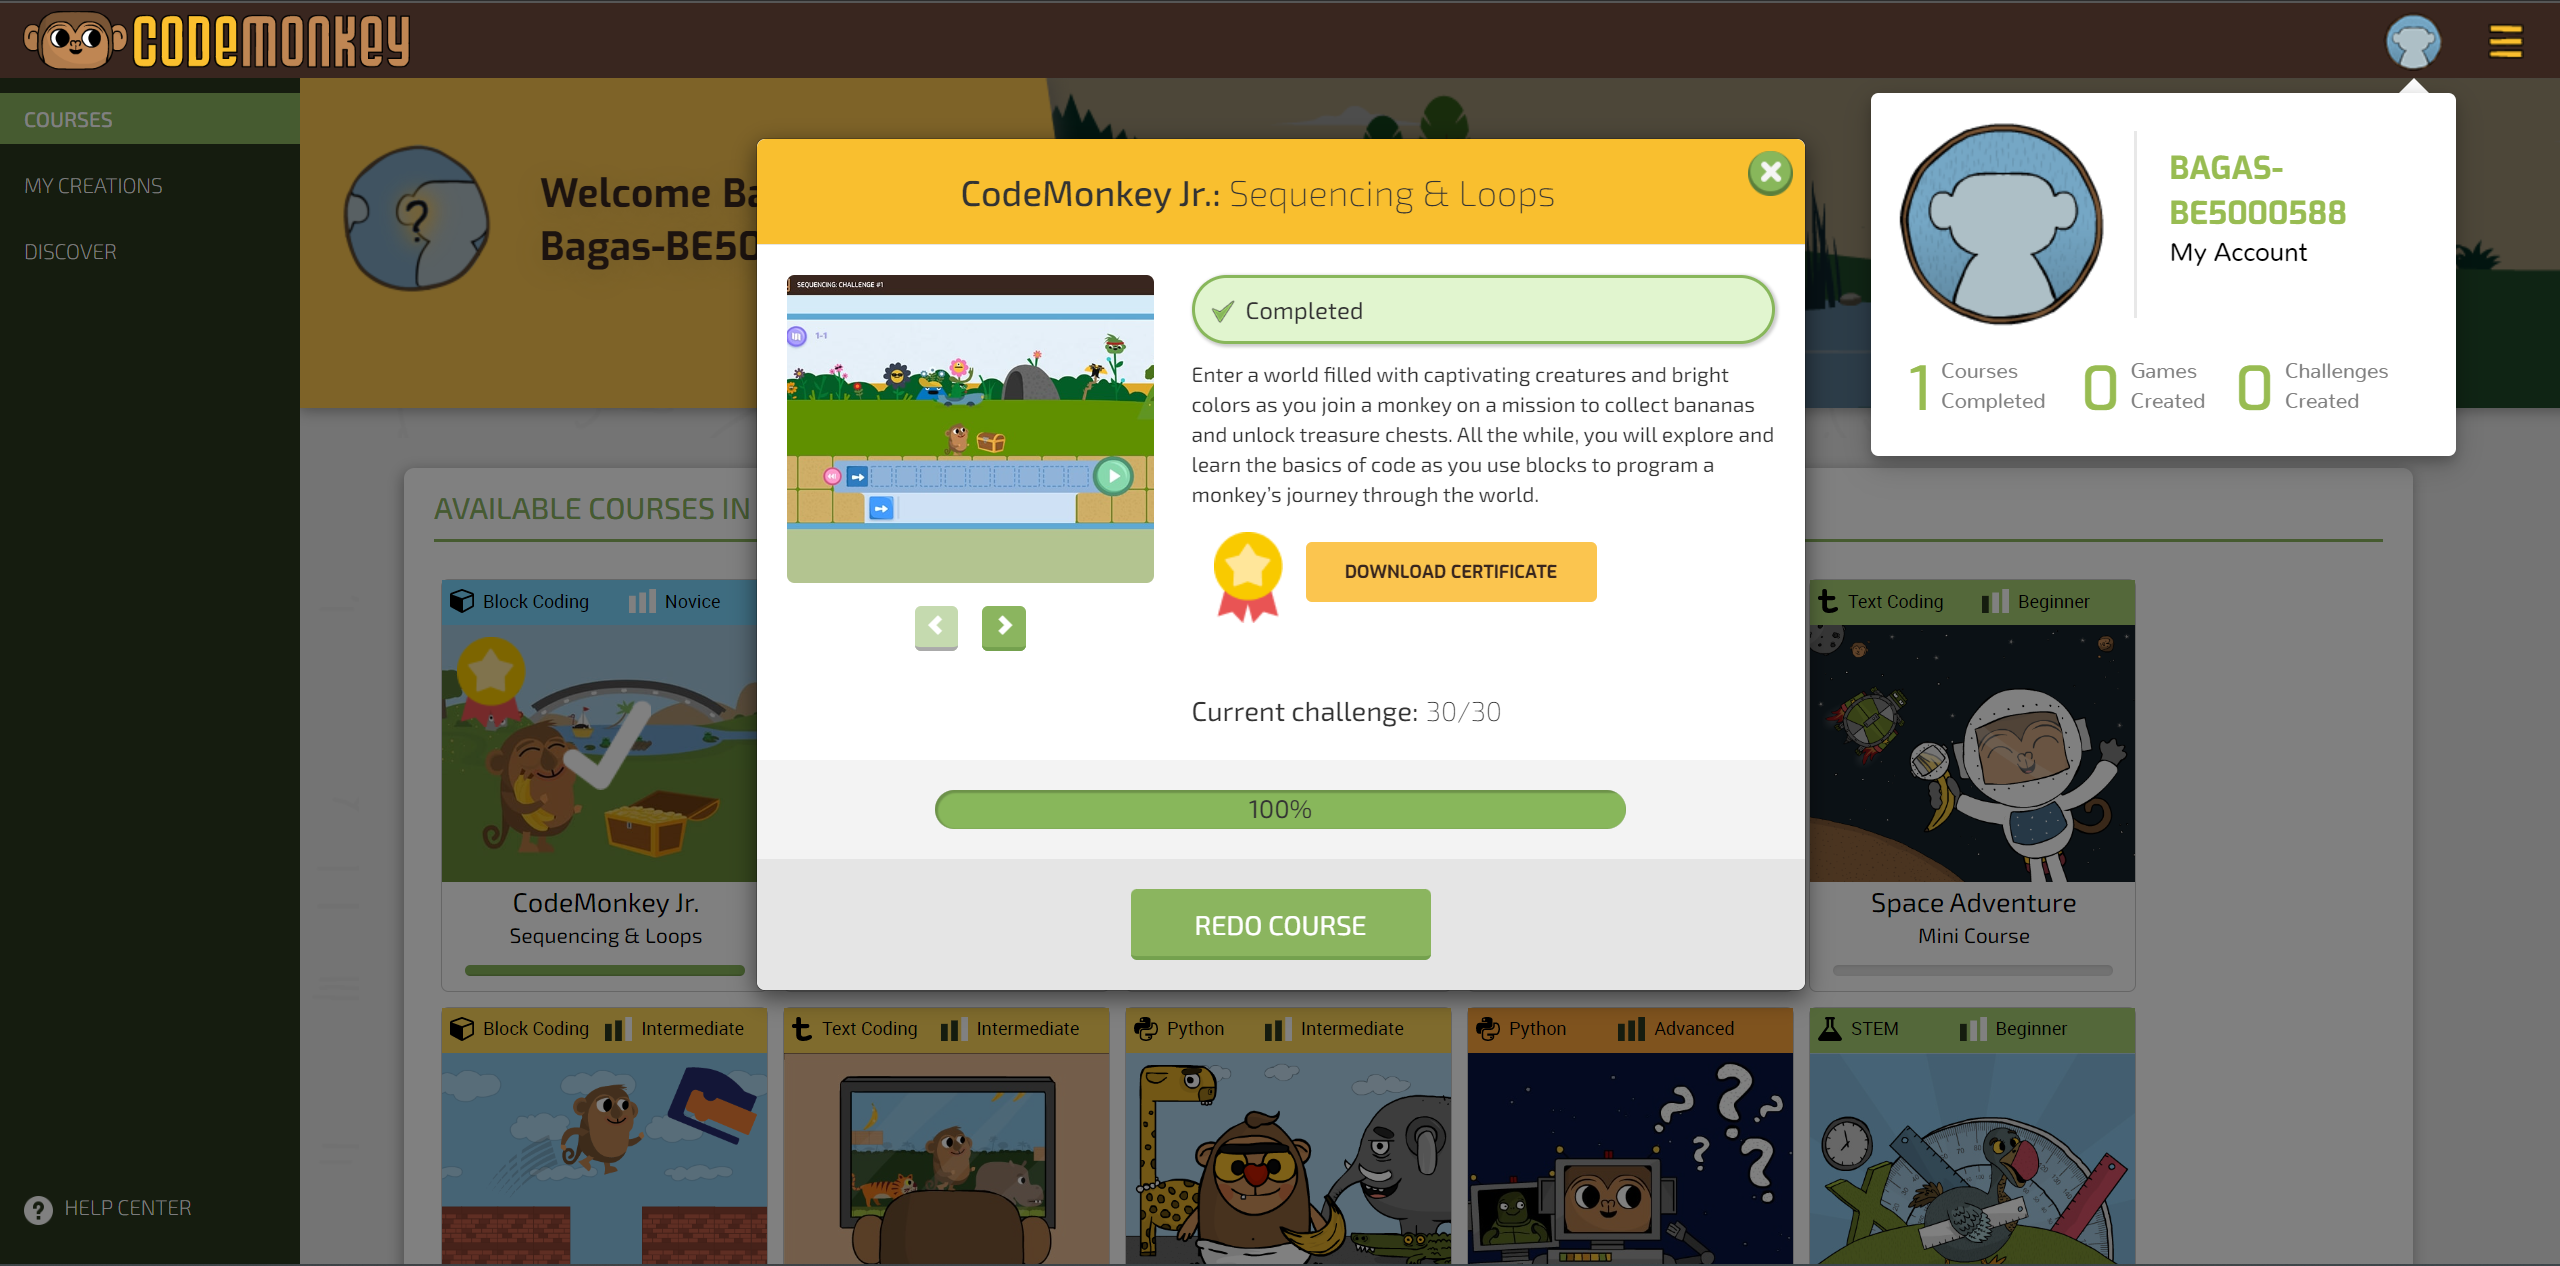 CODEMONKEY
COURSES
MY CREATIONS
DISCOVER
HELP CENTER
Welcome Ba
Bagas-BE50
AVAILABLE COURSES IN
BAGAS-
BE5000588
My Account
1 Courses Completed
0 Games Created
0 Challenges Created
CodeMonkey Jr.: Sequencing & Loops
SEQUENCING: CHALLENGE #1
1-1
Completed
Enter a world filled with captivating creatures and bright
colors as you join a monkey on a mission to collect bananas
and unlock treasure chests. All the while, you will explore and
learn the basics of code as you use blocks to program a
monkey's journey through the world.
DOWNLOAD CERTIFICATE
Current challenge: 30/30
100%
REDO COURSE
Block Coding Novice
CodeMonkey Jr.
Sequencing & Loops
Text Coding Beginner
Space Adventure
Mini Course
Block Coding Intermediate
Text Coding Intermediate
Python Intermediate
Python Advanced
STEM Beginner